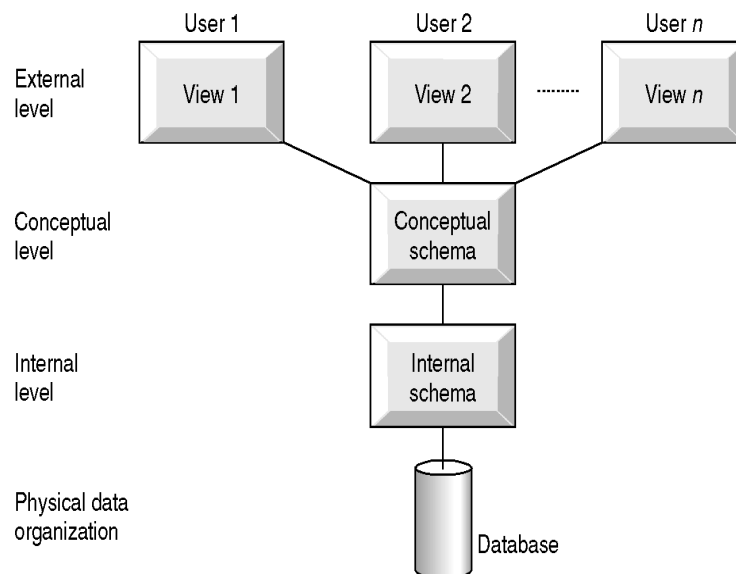 User 1
User 2
User n
External
level
View 1
View 2
View n
Conceptual
level
Conceptual
schema
Internal
level
Internal
schema
Physical data
organization
Database